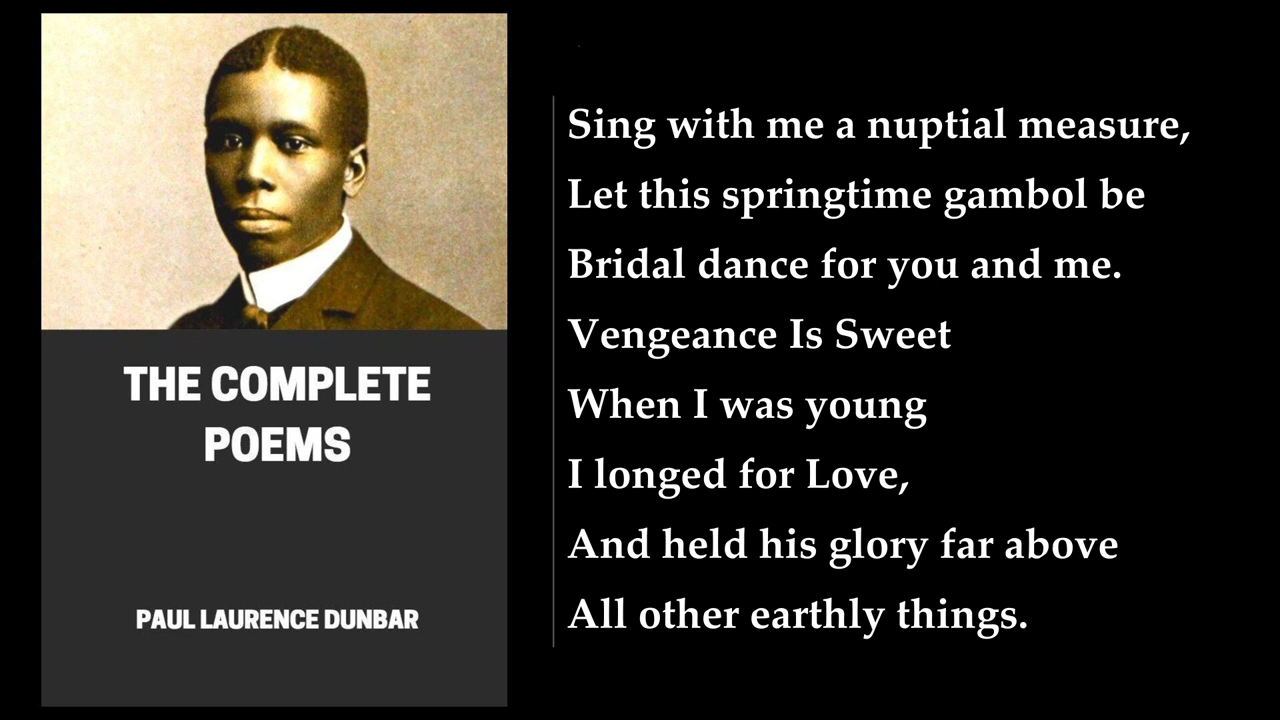 THE COMPLETE
POEMS
PAUL LAURENCE DUNBAR
Sing with me a nuptial measure,
Let this springtime gambol be
Bridal dance for you and me.
Vengeance Is Sweet
When I was young
I longed for Love,
And held his glory far above
All other earthly things.